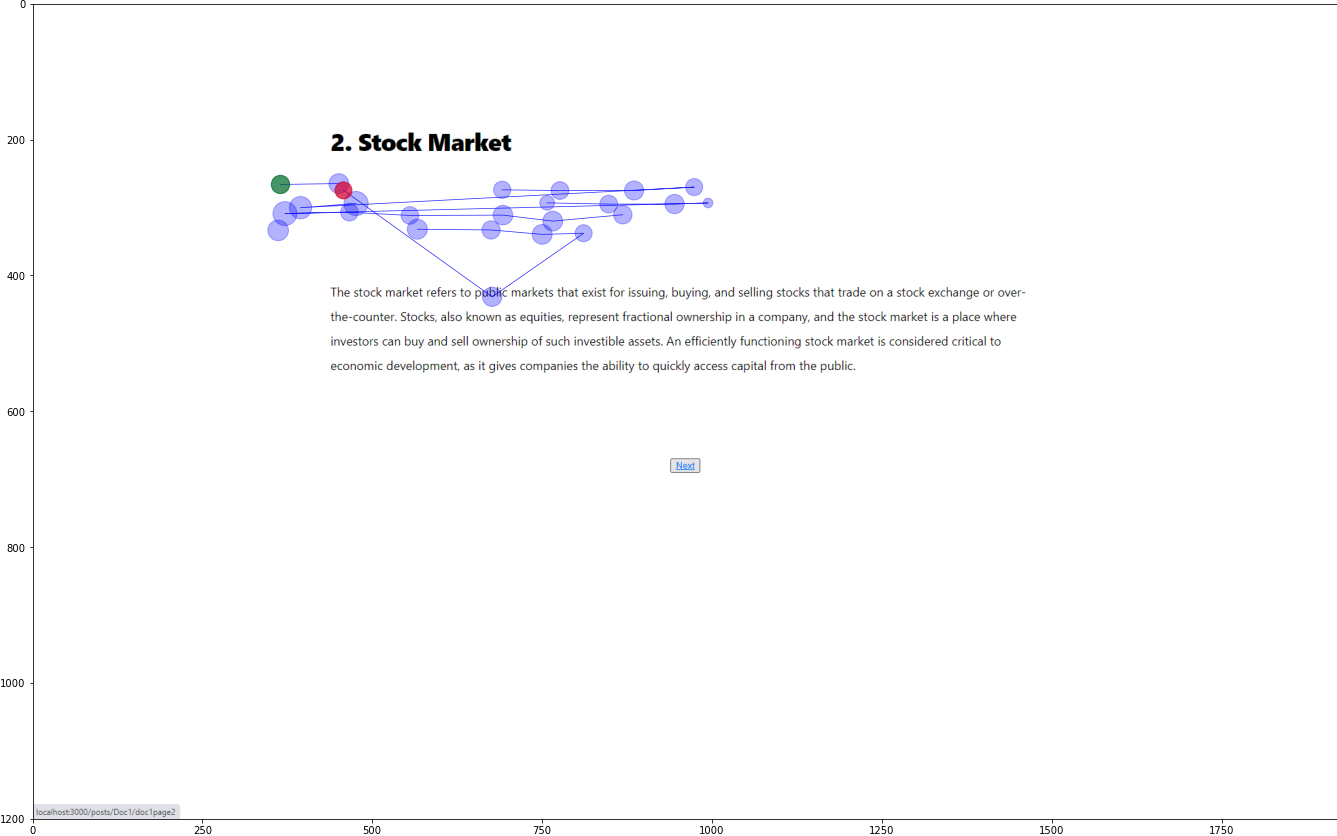 0
200
2. Stock Market
400
The stock market refers to public markets that exist for issuing, buying, and selling stocks that trade on a stock exchange or over-
the-counter. Stocks, also known as equities, represent fractional ownership in a company, and the stock market is a place where
investors can buy and sell ownership of such investible assets. An efficiently functioning stock market is considered critical to
economic development, as it gives companies the ability to quickly access capital from the public.
600
Next
800
1000
localhost:3000/posts/Doc1/doc1page2
1200
0 250 500 750 1000 1250 1500 1750